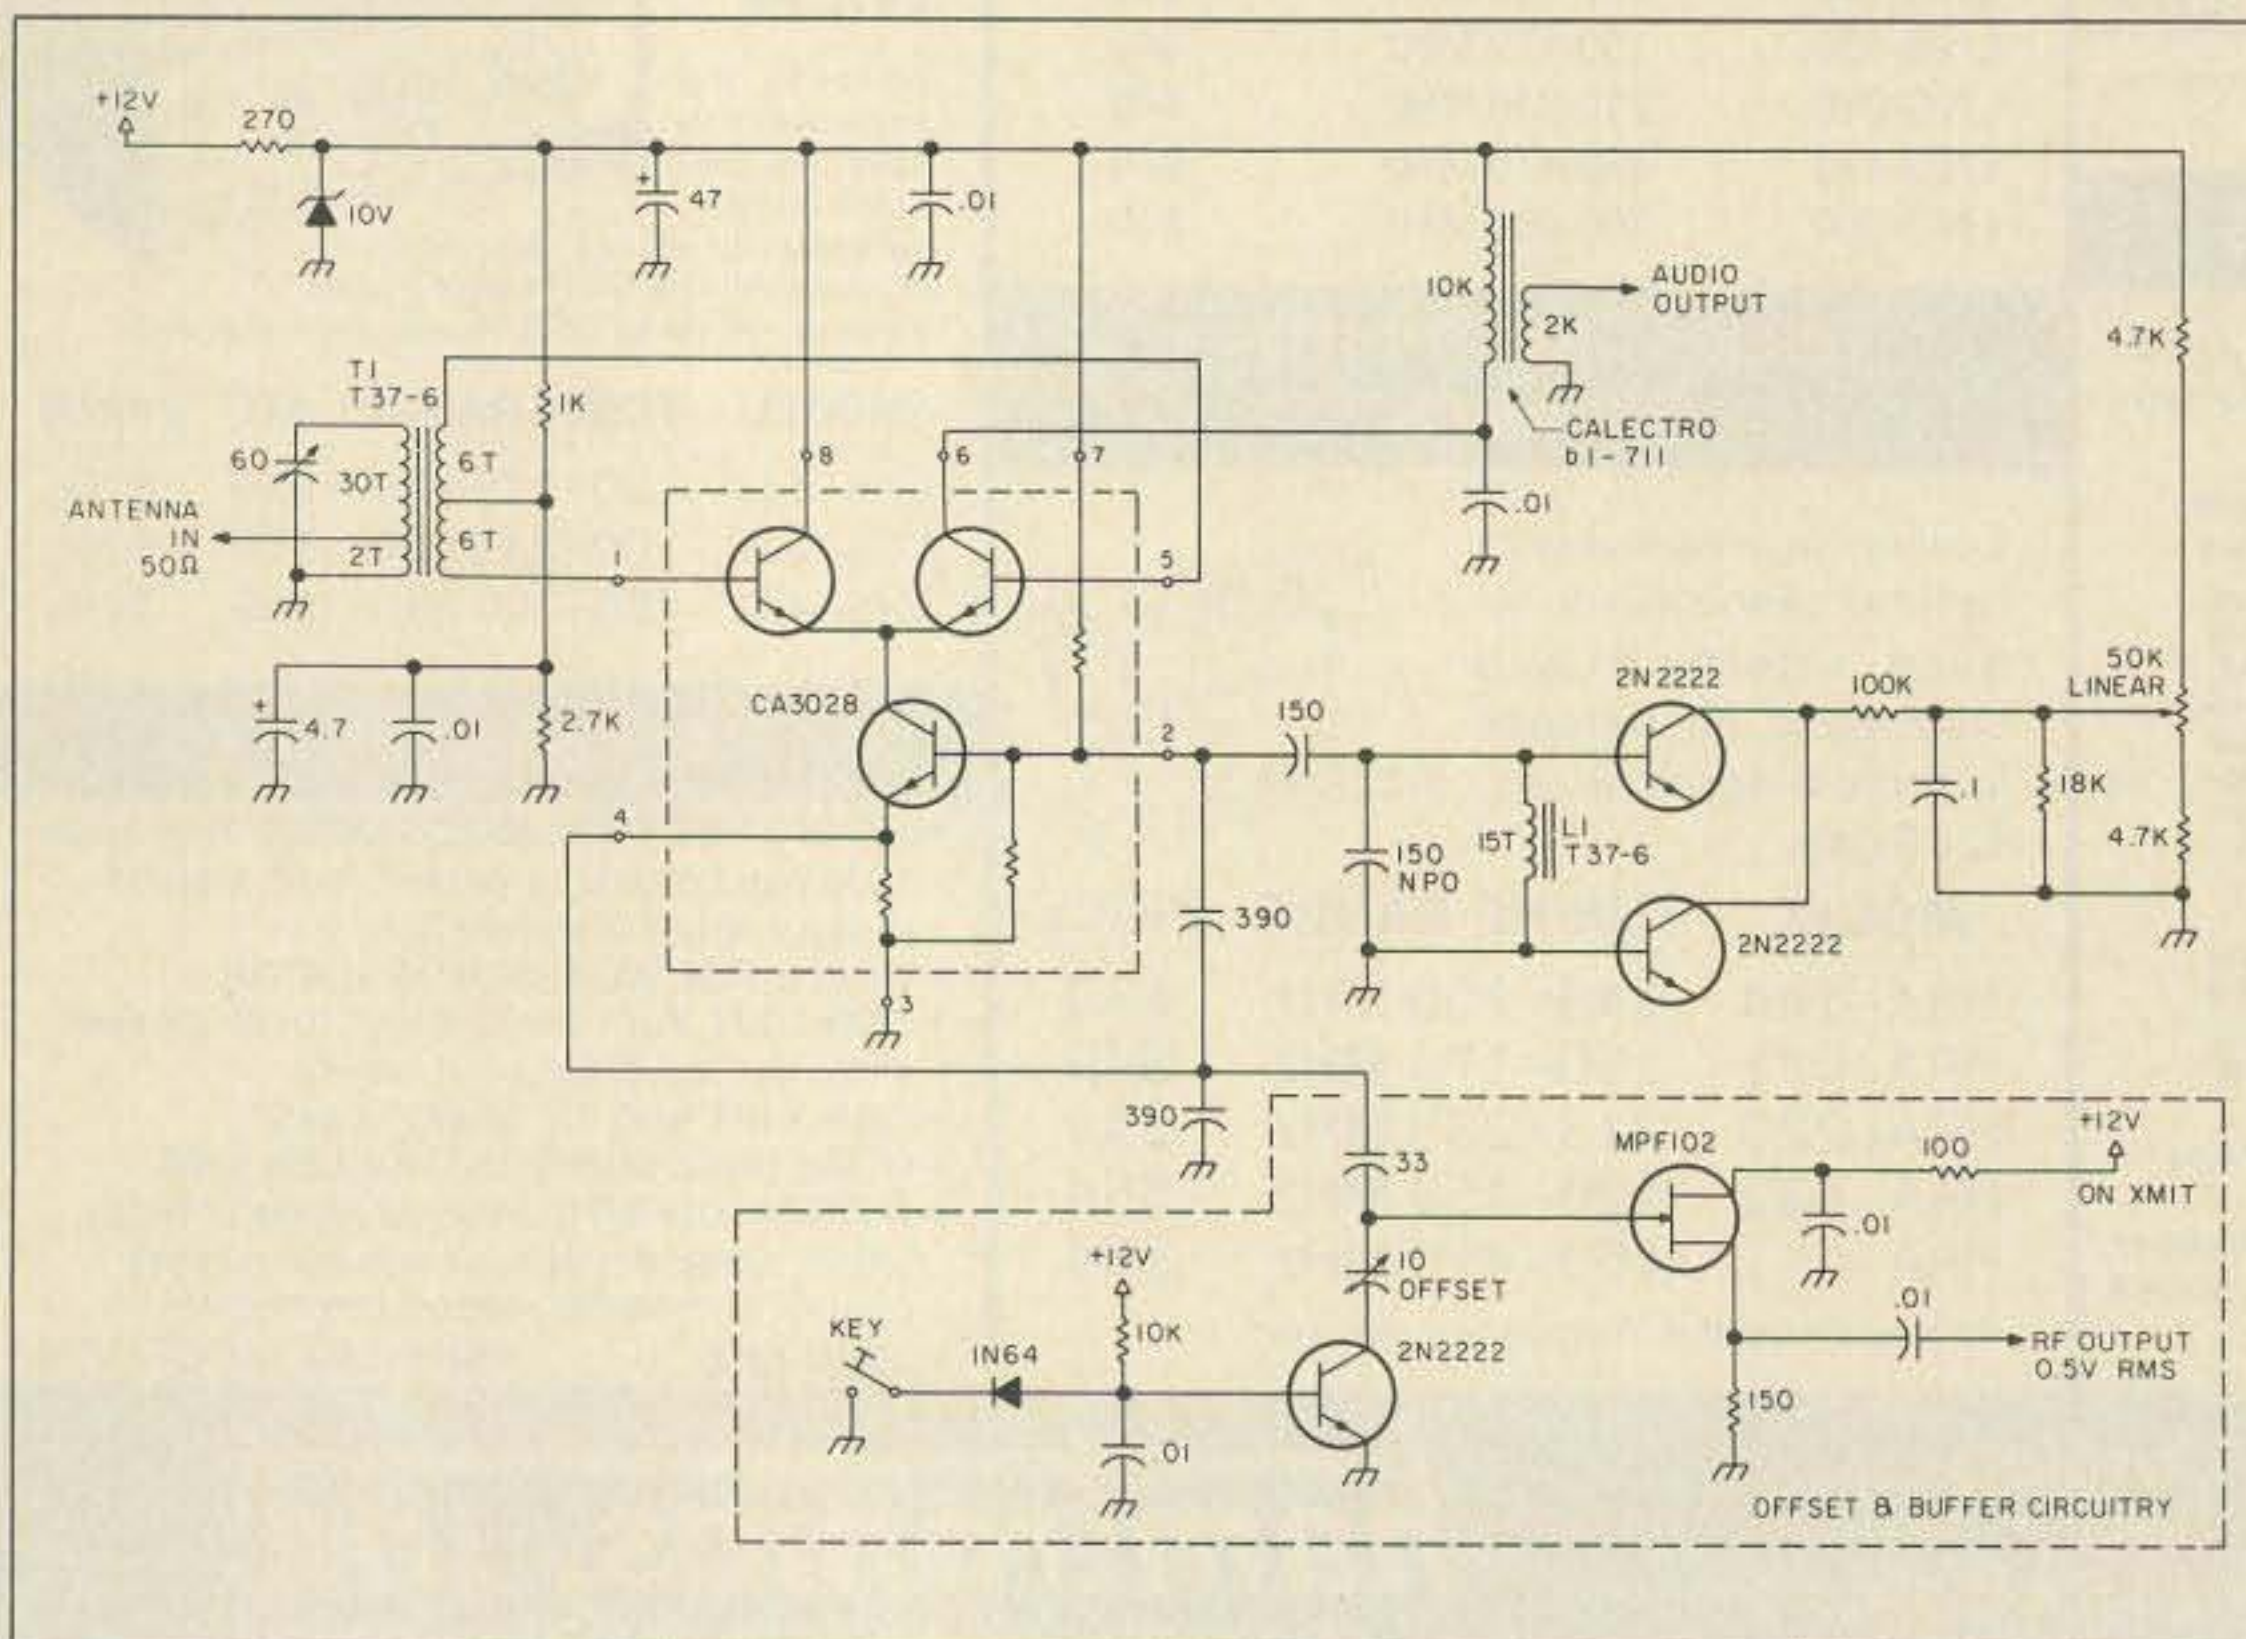 +12V
270
10V
47
.01
10K
2K
AUDIO
OUTPUT
4.7K
T1
T37-6
1K
60
30T
6T
8
6
7
CALECTRO
b1-711
.01
ANTENNA
IN
50Ω
2T
6T
1
5
50K
LINEAR
2N2222
100K
CA3028
4.7
.01
2.7K
150
2
4
150
NPO
15T
L1
T37-6
.1
18K
4.7K
390
2N2222
3
390
33
MPF102
100
+12V
ON XMIT
.01
+12V
10
OFFSET
KEY
1N64
10K
2N2222
.01
RF OUTPUT
0.5V RMS
.01
150
OFFSET & BUFFER CIRCUITRY